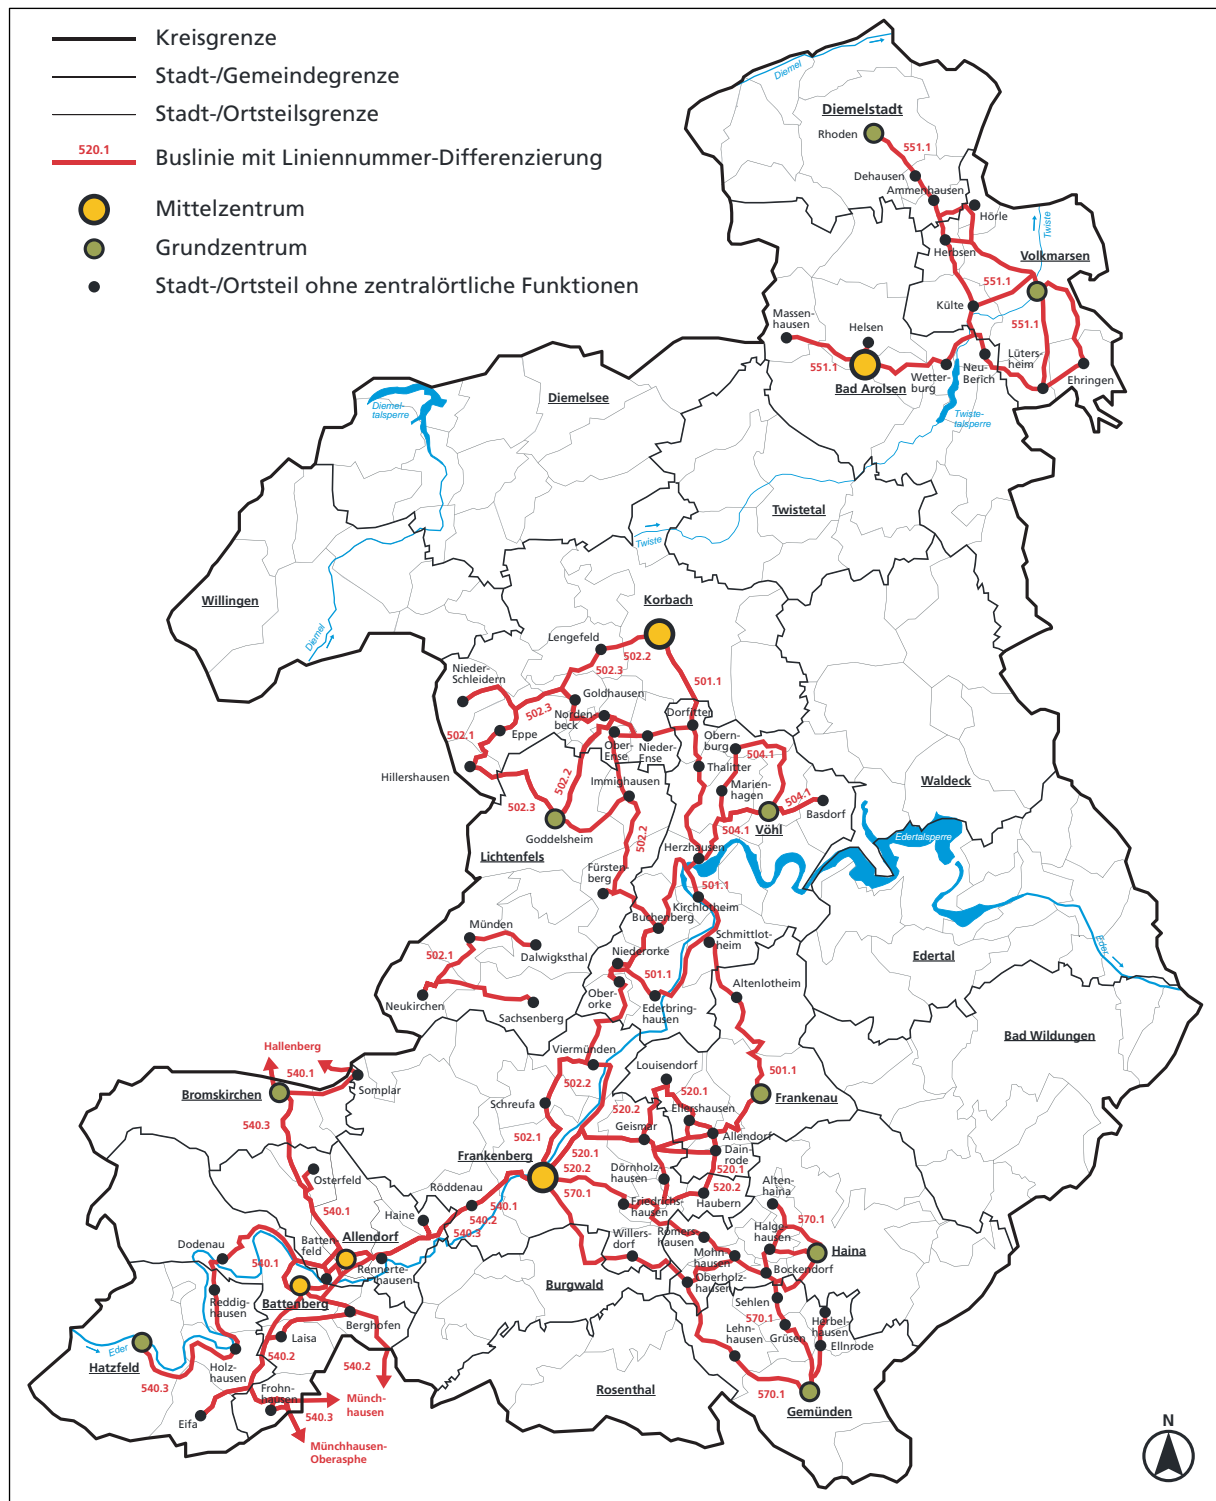 Kreisgrenze
Stadt-/Gemeindegrenze
Stadt-/Ortsteilsgrenze
520.1
Buslinie mit Liniennummer-Differenzierung
Mittelzentrum
Grundzentrum
Stadt-/Ortsteil ohne zentralörtliche Funktionen
Diemel
Diemelstadt
Rhoden
551.1
Dehausen
Ammenhausen
Hörle
Twiste
Herbsen
Volkmarsen
551.1
Külte
Massen-
hausen
Helsen
551.1
551.1
Lüters-
heim
Wetter-
burg
Neu-
Berich
Ehringen
Bad Arolsen
Twiste-
talsperre
Diemelsee
Diemel-
talsperre
Twistetal
Twiste
Willingen
Diemel
Korbach
Lengefeld
502.2
502.3
501.1
Nieder-
Schleidern
Goldhausen
502.3
Norden-
beck
Dorfitter
502.1
Eppe
Ober-
Ense
Nieder-
Ense
Obern-
burg
504.1
Thalitter
Hillershausen
502.2
Immighausen
Marien-
hagen
504.1
Basdorf
Waldeck
502.3
Goddelsheim
502.2
504.1
Vöhl
Edertalsperre
Lichtenfels
Herzhausen
Fürsten-
berg
501.1
Kirchlotheim
Buchenberg
Münden
Schmittlot-
heim
502.1
Dalwigksthal
Niederorke
Eder
Edertal
501.1
Ober-
orke
Altenlotheim
Neukirchen
Sachsenberg
Ederbring-
hausen
Bad Wildungen
Hallenberg
540.1
Viermünden
Louisendorf
501.1
Bromskirchen
Somplar
502.2
520.1
Frankenau
Schreufa
520.2
Ellershausen
540.3
502.1
Geismar
Allendorf
Frankenberg
520.1
Dain-
rode
520.2
520.1
Osterfeld
Dörnholz-
hausen
570.1
520.2
Röddenau
540.1
Haubern
Alten-
haina
540.1
Haine
540.2
Friedrichs-
hausen
570.1
540.3
Allendorf
Willers-
dorf
Römers-
hausen
Halge-
hausen
Haina
Dodenau
Batten-
feld
540.1
Rennerte-
hausen
Mohn-
hausen
Bockendorf
Burgwald
Oberholz-
hausen
Battenberg
Reddig-
hausen
Berghofen
Sehlen
570.1
Herbel-
hausen
Laisa
Lehn-
hausen
Grüsen
Ellnrode
Eder
Hatzfeld
540.2
Holz-
hausen
540.2
540.3
Rosenthal
570.1
Gemünden
Frohn-
hausen
Münch-
hausen
540.3
Eifa
Münchhausen-
Oberasphe
N